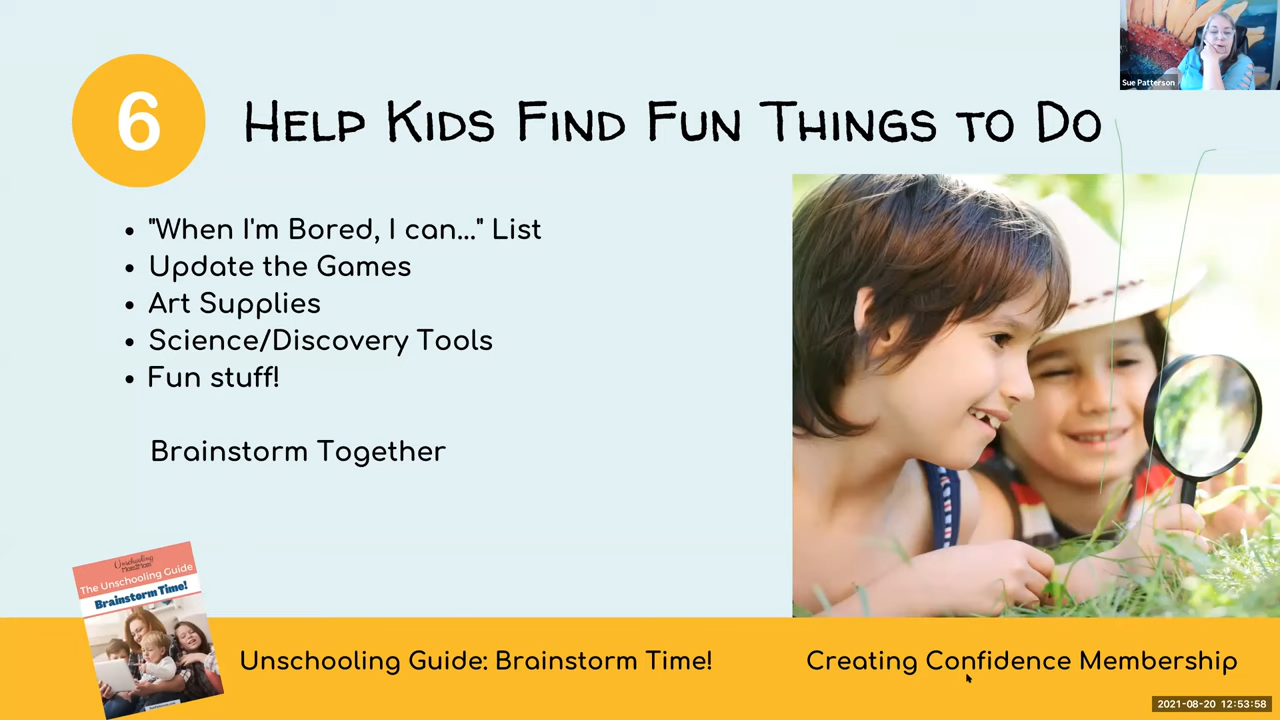 Sue Patterson
6
Help Kids Find Fun Things to Do
"When I'm Bored, I can..." List
Update the Games
Art Supplies
Science/Discovery Tools
Fun stuff!
Brainstorm Together
Unschooling
Mom2Mom
The Unschooling Guide
Brainstorm Time!
Unschooling Guide: Brainstorm Time!
Creating Confidence Membership
2021-08-20 12:53:58